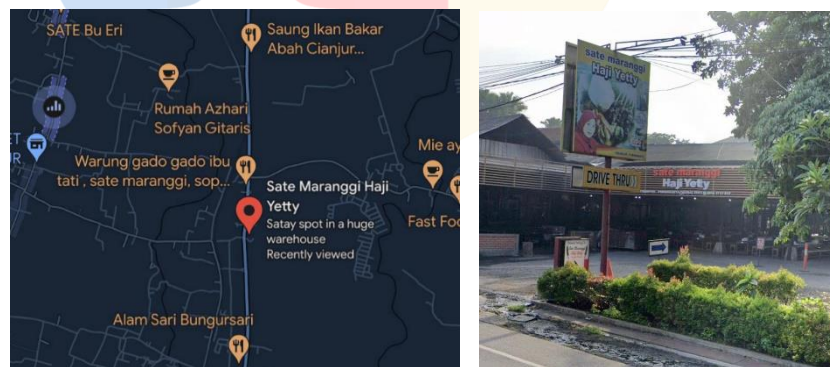 SATE Bu Eri
Saung Ikan Bakar
Abah Cianjur...
Rumah Azhari
Sofyan Gitaris
ET
UR
Mie ay
Warung gado gado ibu
tati , sate maranggi, sop...
Sate Maranggi Haji
Yetty
Satay spot in a huge
warehouse
Recently viewed
Fast Foo
Alam Sari Bungursari
sate maranggi
Haji Yetty
DRIVE THRU
sate maranggi
Haji Yetty